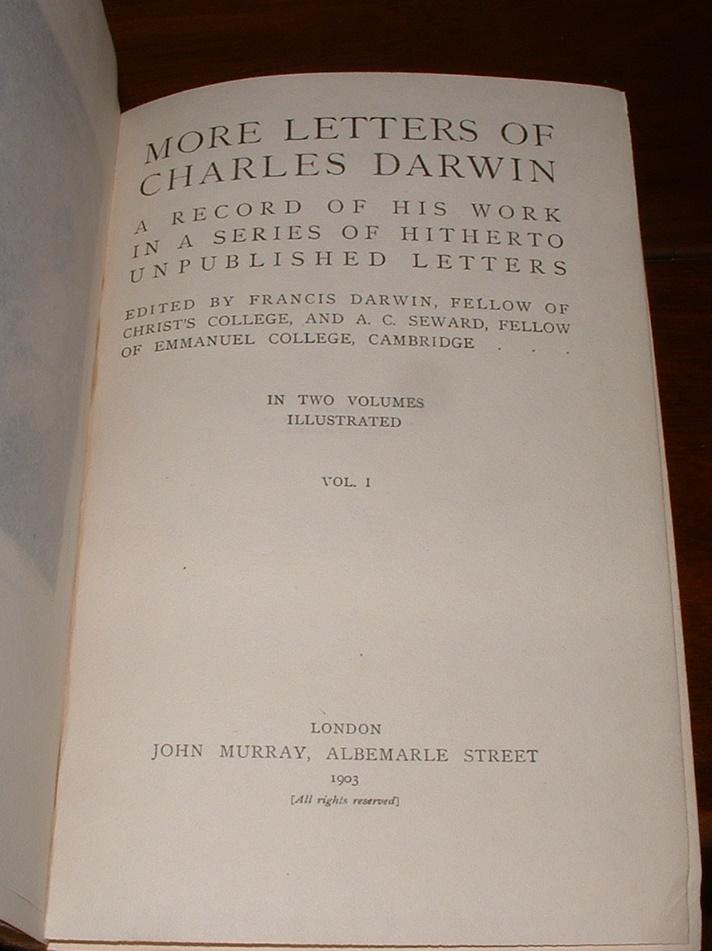 MORE LETTERS OF
CHARLES DARWIN
A RECORD OF HIS WORK
IN A SERIES OF HITHERTO
UNPUBLISHED LETTERS
EDITED BY FRANCIS DARWIN, FELLOW OF
CHRIST'S COLLEGE, AND A. C. SEWARD, FELLOW
OF EMMANUEL COLLEGE, CAMBRIDGE . . .
IN TWO VOLUMES
ILLUSTRATED
VOL. I
LONDON
JOHN MURRAY, ALBEMARLE STREET
1903
[All rights reserved]